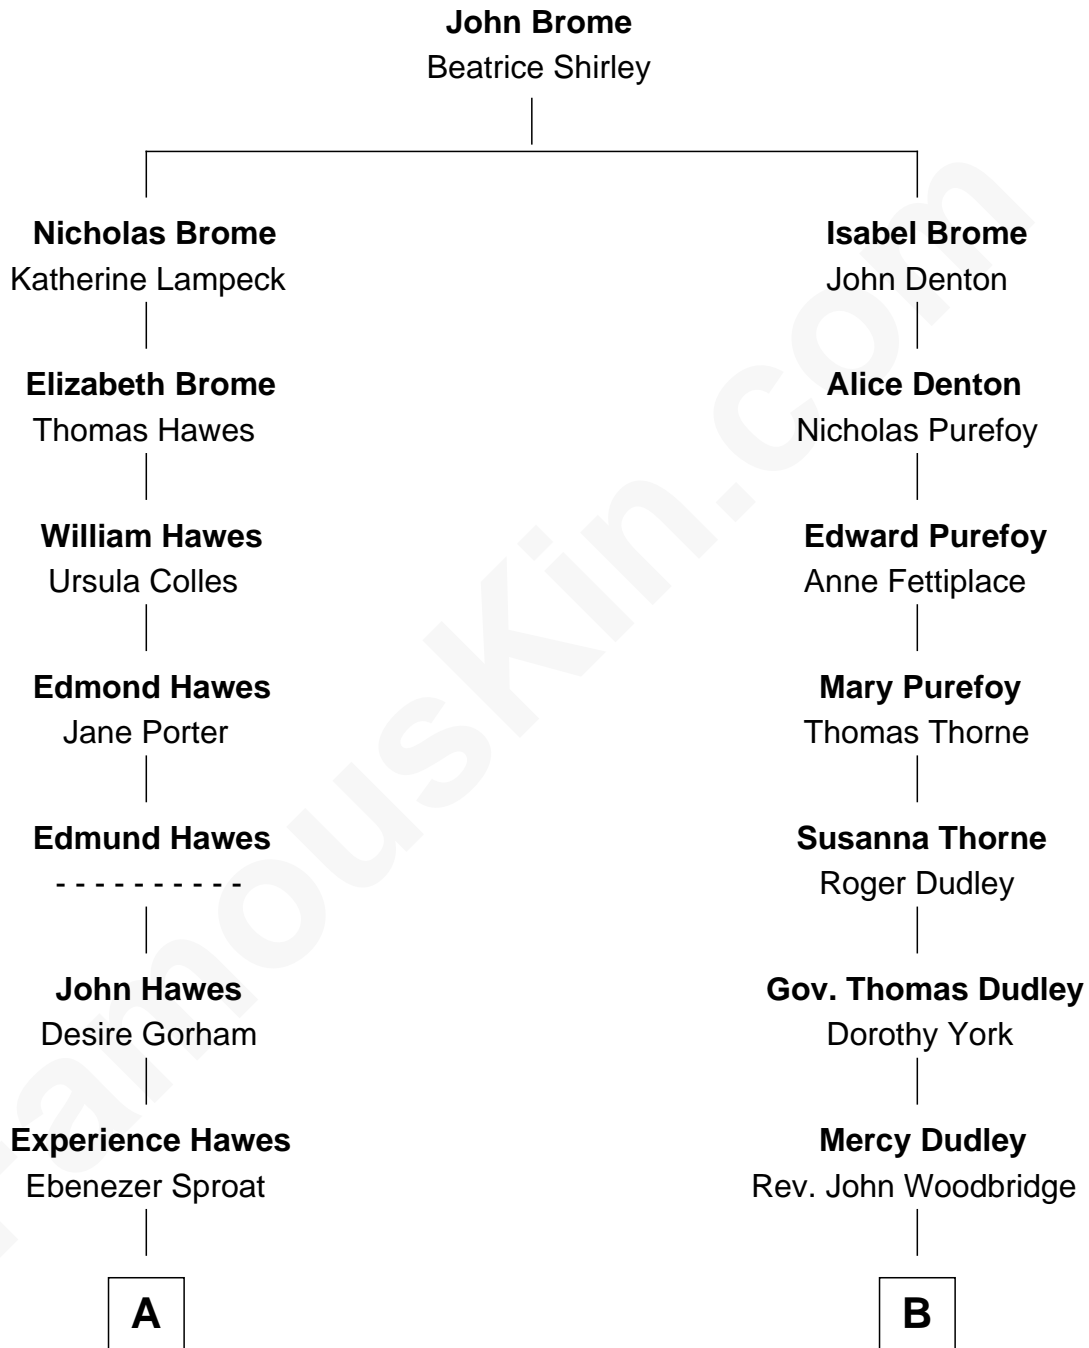 John Brome
Beatrice Shirley
Nicholas Brome
Katherine Lampeck
Elizabeth Brome
Thomas Hawes
William Hawes
Ursula Colles
Edmond Hawes
Jane Porter
Edmund Hawes
- - - - - - - - - -
John Hawes
Desire Gorham
Experience Hawes
Ebenezer Sproat
A
Isabel Brome
John Denton
Alice Denton
Nicholas Purefoy
Edward Purefoy
Anne Fettiplace
Mary Purefoy
Thomas Thorne
Susanna Thorne
Roger Dudley
Gov. Thomas Dudley
Dorothy York
Mercy Dudley
Rev. John Woodbridge
B
FamousKin.com